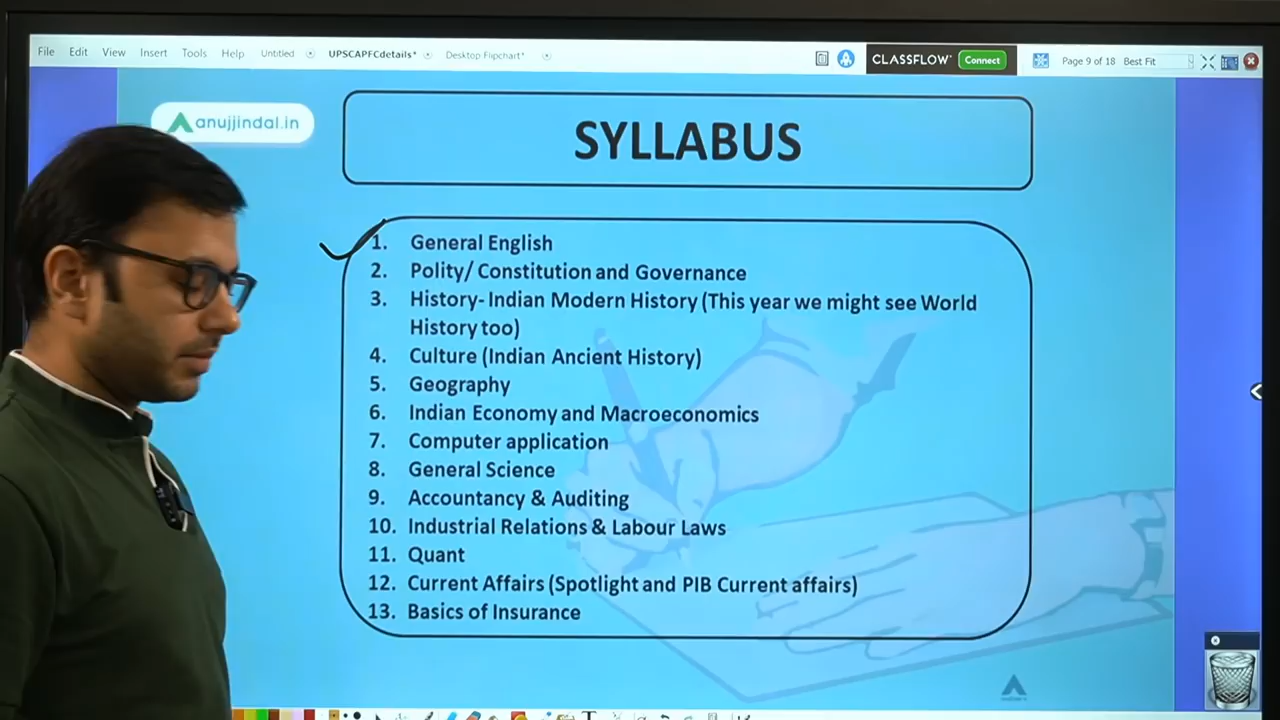 File Edit View Insert Tools Help Untitled UPSCAPFCdetails* Desktop Flipchart*
CLASSFLOW Connect Page 9 of 18 Best Fit
anujjindal.in
SYLLABUS
1. General English
2. Polity/ Constitution and Governance
3. History- Indian Modern History (This year we might see World
History too)
4. Culture (Indian Ancient History)
5. Geography
6. Indian Economy and Macroeconomics
7. Computer application
8. General Science
9. Accountancy & Auditing
10. Industrial Relations & Labour Laws
11. Quant
12. Current Affairs (Spotlight and PIB Current affairs)
13. Basics of Insurance